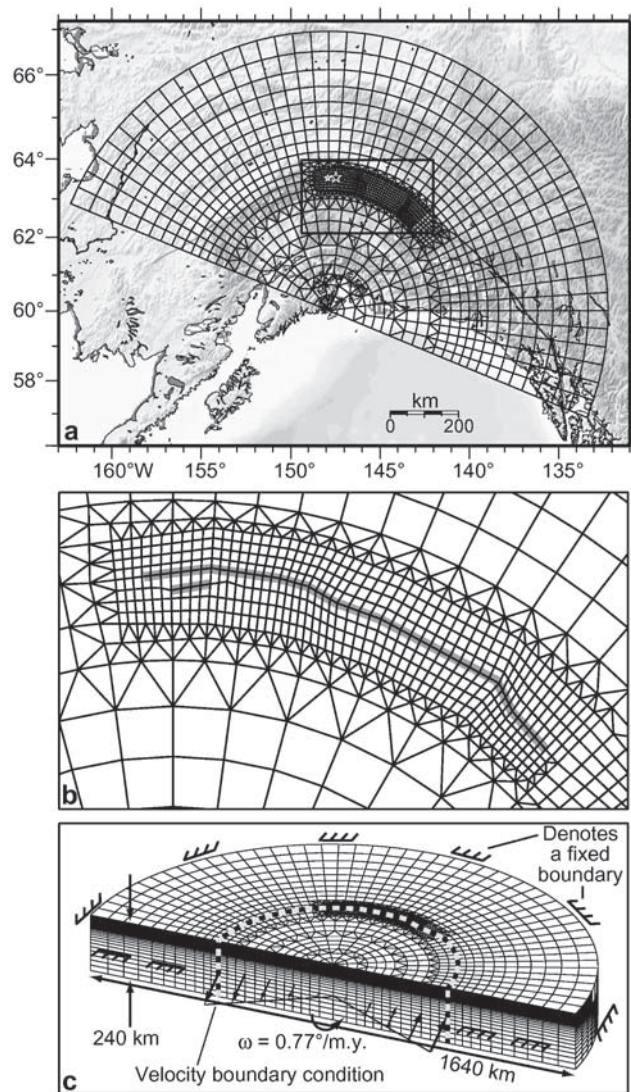 66°
64°
62°
60°
58°
km
0 200
a
160°W 155° 150° 145° 140° 135°
b
Denotes
a fixed
boundary
240 km
ω = 0.77°/m.y.
1640 km
Velocity boundary condition
c